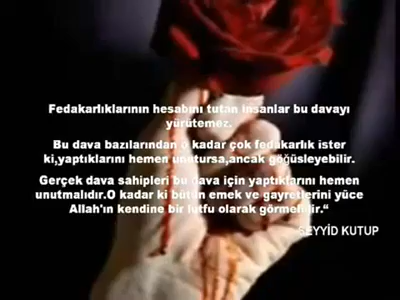 Fedakarlıklarının hesabını tutan insanlar bu davayı
yürütemez.
Bu dava bazılarından o kadar çok fedakarlık ister
ki,yaptıklarını hemen unutursa,ancak göğüsleyebilir.
Gerçek dava sahipleri bu dava için yaptıklarını hemen
unutmalıdır.O kadar ki bütün emek ve gayretlerini yüce
Allah'ın kendine bir lutfu olarak görmelidir.“
SEYYİD KUTUP